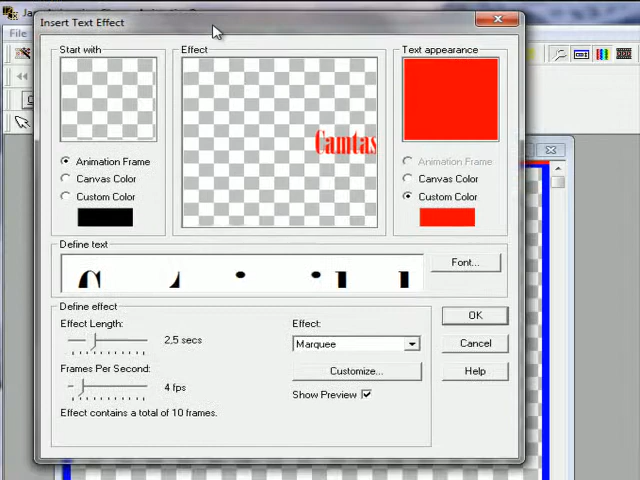 Insert Text Effect
File
Start with
Effect
Text appearance
Camtas
Animation Frame
Canvas Color
Custom Color
Animation Frame
Canvas Color
Custom Color
Define text
Font...
Define effect
Effect Length:
2,5 secs
Frames Per Second:
4 fps
Effect contains a total of 10 frames.
Effect:
Marquee
Customize...
Show Preview
OK
Cancel
Help